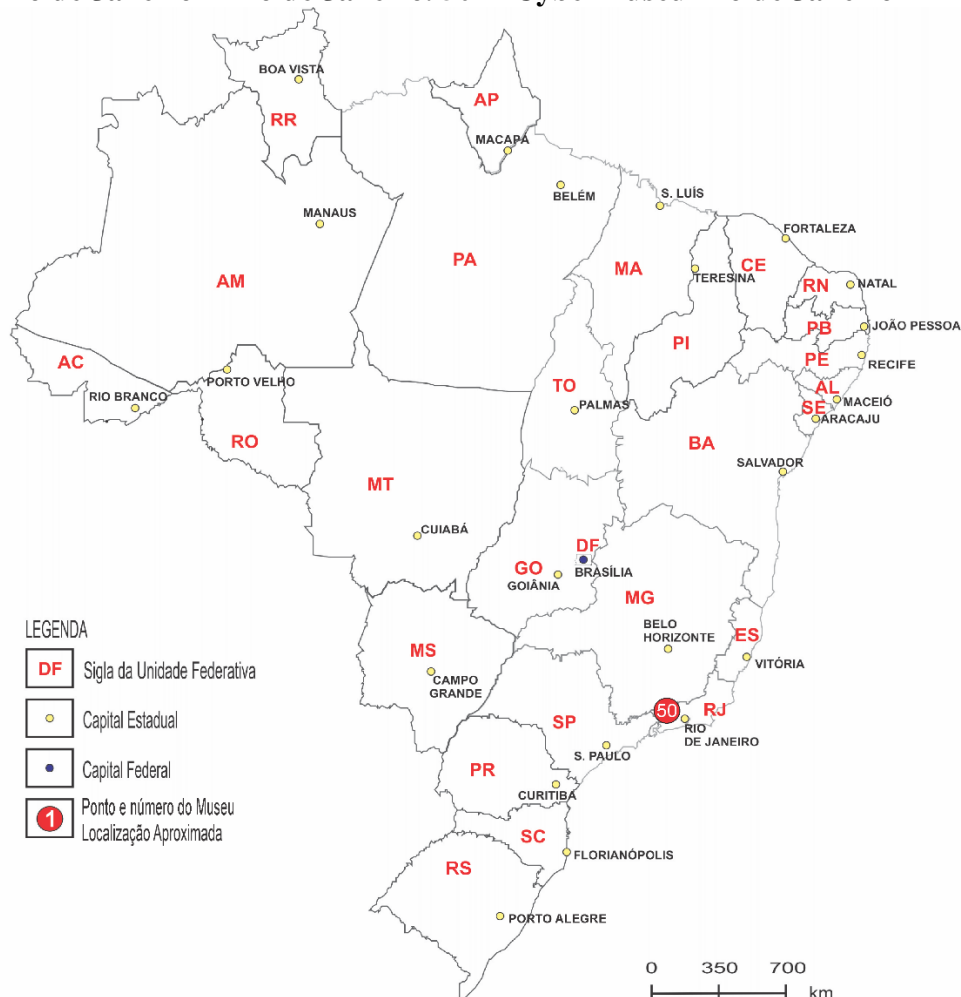 BOA VISTA
RR
AP
MACAPÁ
BELÉM
S. LUÍS
MANAUS
FORTALEZA
AM
PA
MA
TERESINA
CE
RN
NATAL
PB
JOÃO PESSOA
PI
PE
RECIFE
AC
PORTO VELHO
RIO BRANCO
TO
PALMAS
AL
MACEIÓ
SE
ARACAJU
RO
BA
SALVADOR
MT
CUIABÁ
DF
BRASÍLIA
GO
GOIÂNIA
MG
BELO
HORIZONTE
ES
VITÓRIA
MS
CAMPO
GRANDE
50
RJ
RIO
DE JANEIRO
SP
S. PAULO
PR
CURITIBA
SC
FLORIANÓPOLIS
RS
PORTO ALEGRE
LEGENDA
DF Sigla da Unidade Federativa
Capital Estadual
Capital Federal
1 Ponto e número do Museu
Localização Aproximada
0 350 700
km